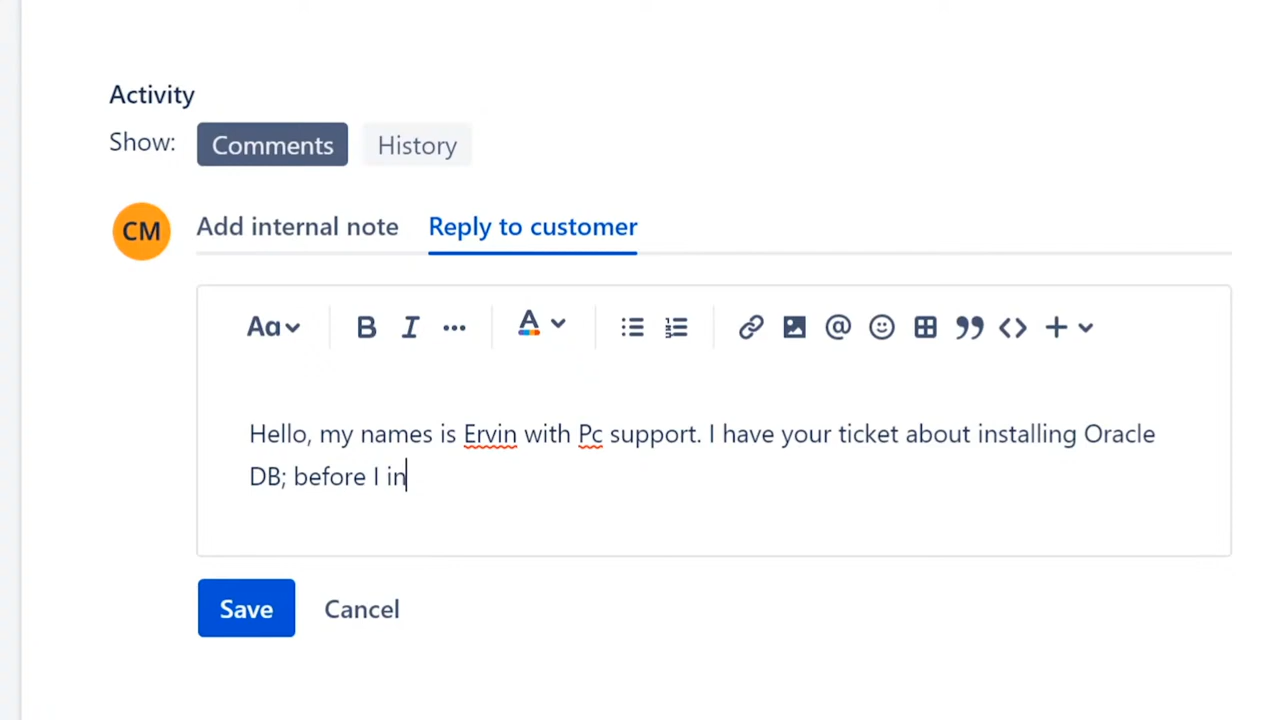 Activity
Show: Comments History
CM Add internal note Reply to customer
Aa B I ... A @ 99 <> +
Hello, my names is Ervin with Pc support. I have your ticket about installing Oracle
DB; before I in
Save Cancel